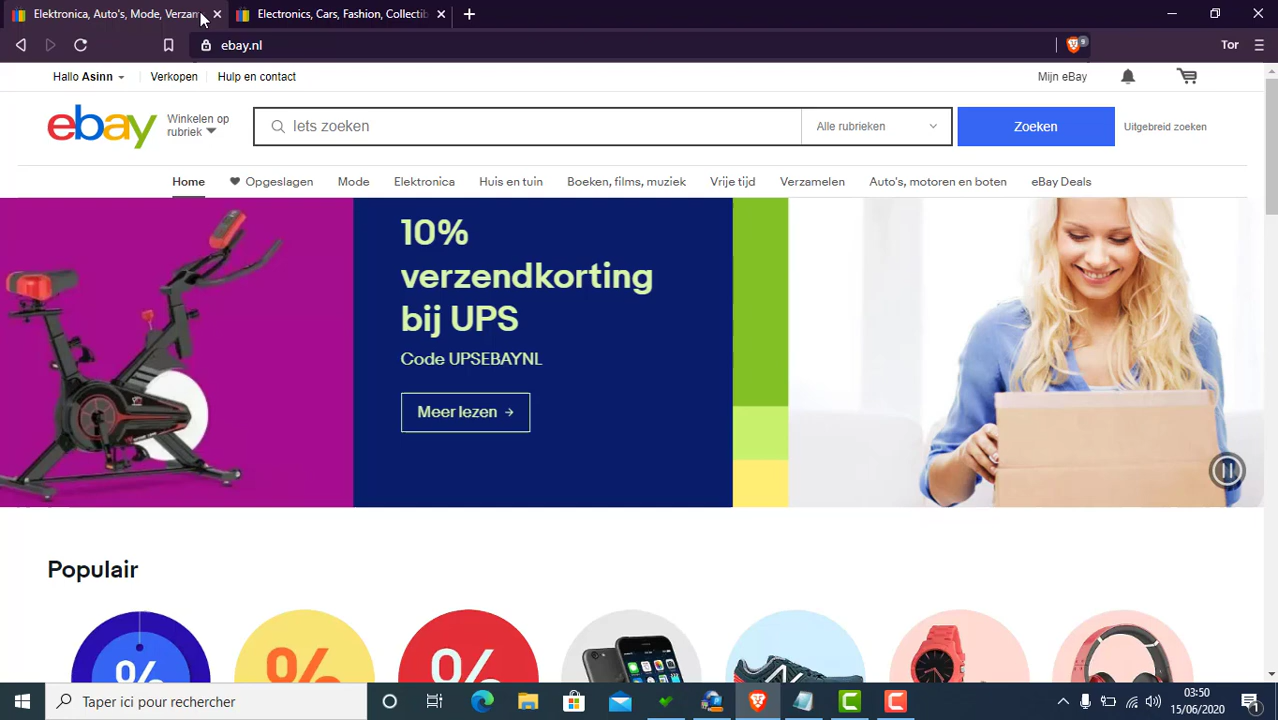 Elektronica, Auto's, Mode, Verzam
Electronics, Cars, Fashion, Collectib
ebay.nl
9
Tor
Hallo Asinn
Verkopen
Hulp en contact
Mijn eBay
ebay
Winkelen op
rubriek
Iets zoeken
Alle rubrieken
Zoeken
Uitgebreid zoeken
Home
Opgeslagen
Mode
Elektronica
Huis en tuin
Boeken, films, muziek
Vrije tijd
Verzamelen
Auto's, motoren en boten
eBay Deals
10%
verzendkorting
bij UPS
Code UPSEBAYNL
Meer lezen
Populair
%
%
%
Taper ici pour rechercher
03:50
15/06/2020
1